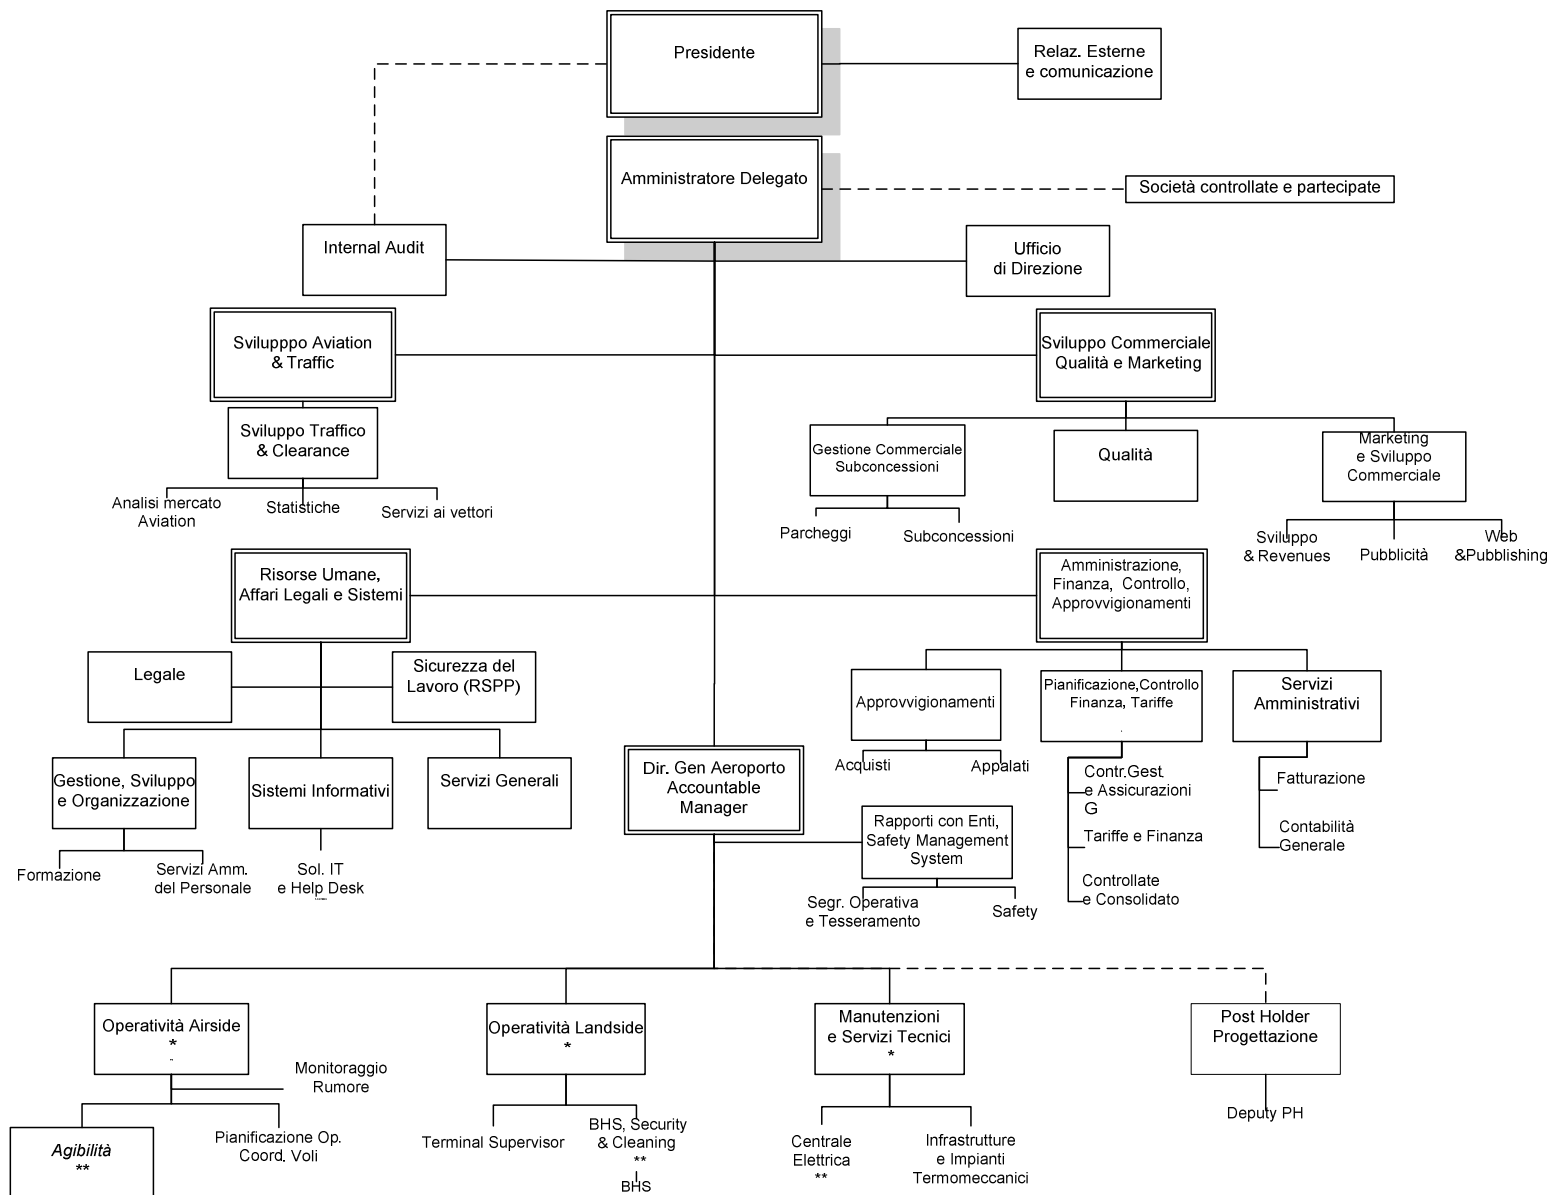 Presidente
Relaz. Esterne
e comunicazione
Amministratore Delegato
Società controllate e partecipate
Internal Audit
Ufficio
di Direzione
Svilupppo Aviation
& Traffic
Sviluppo Commerciale
Qualità e Marketing
Sviluppo Traffico
& Clearance
Analisi mercato
Aviation
Statistiche
Servizi ai vettori
Gestione Commerciale
Subconcessioni
Qualità
Marketing
e Sviluppo
Commerciale
Parcheggi
Subconcessioni
Sviluppo
& Revenues
Pubblicità
Web
&Pubblishing
Risorse Umane,
Affari Legali e Sistemi
Amministrazione,
Finanza, Controllo,
Approvvigionamenti
Legale
Sicurezza del
Lavoro (RSPP)
Approvvigionamenti
Pianificazione,Controllo
Finanza, Tariffe
.
Servizi
Amministrativi
Gestione, Sviluppo
e Organizzazione
Sistemi Informativi
Servizi Generali
Dir. Gen Aeroporto
Accountable
Manager
Acquisti
Appalati
Contr.Gest.
e Assicurazioni
G
Fatturazione
Rapporti con Enti,
Safety Management
System
Tariffe e Finanza
Contabilità
Generale
Formazione
Servizi Amm.
del Personale
Sol. IT
e Help Desk
Segr. Operativa
e Tesseramento
Safety
Controllate
e Consolidato
Operatività Airside
*
Operatività Landside
*
Manutenzioni
e Servizi Tecnici
*
Post Holder
Progettazione
Monitoraggio
Rumore
Agibilità
**
Pianificazione Op.
Coord. Voli
Terminal Supervisor
BHS, Security
& Cleaning
**
BHS
Centrale
Elettrica
**
Infrastrutture
e Impianti
Termomeccanici
Deputy PH